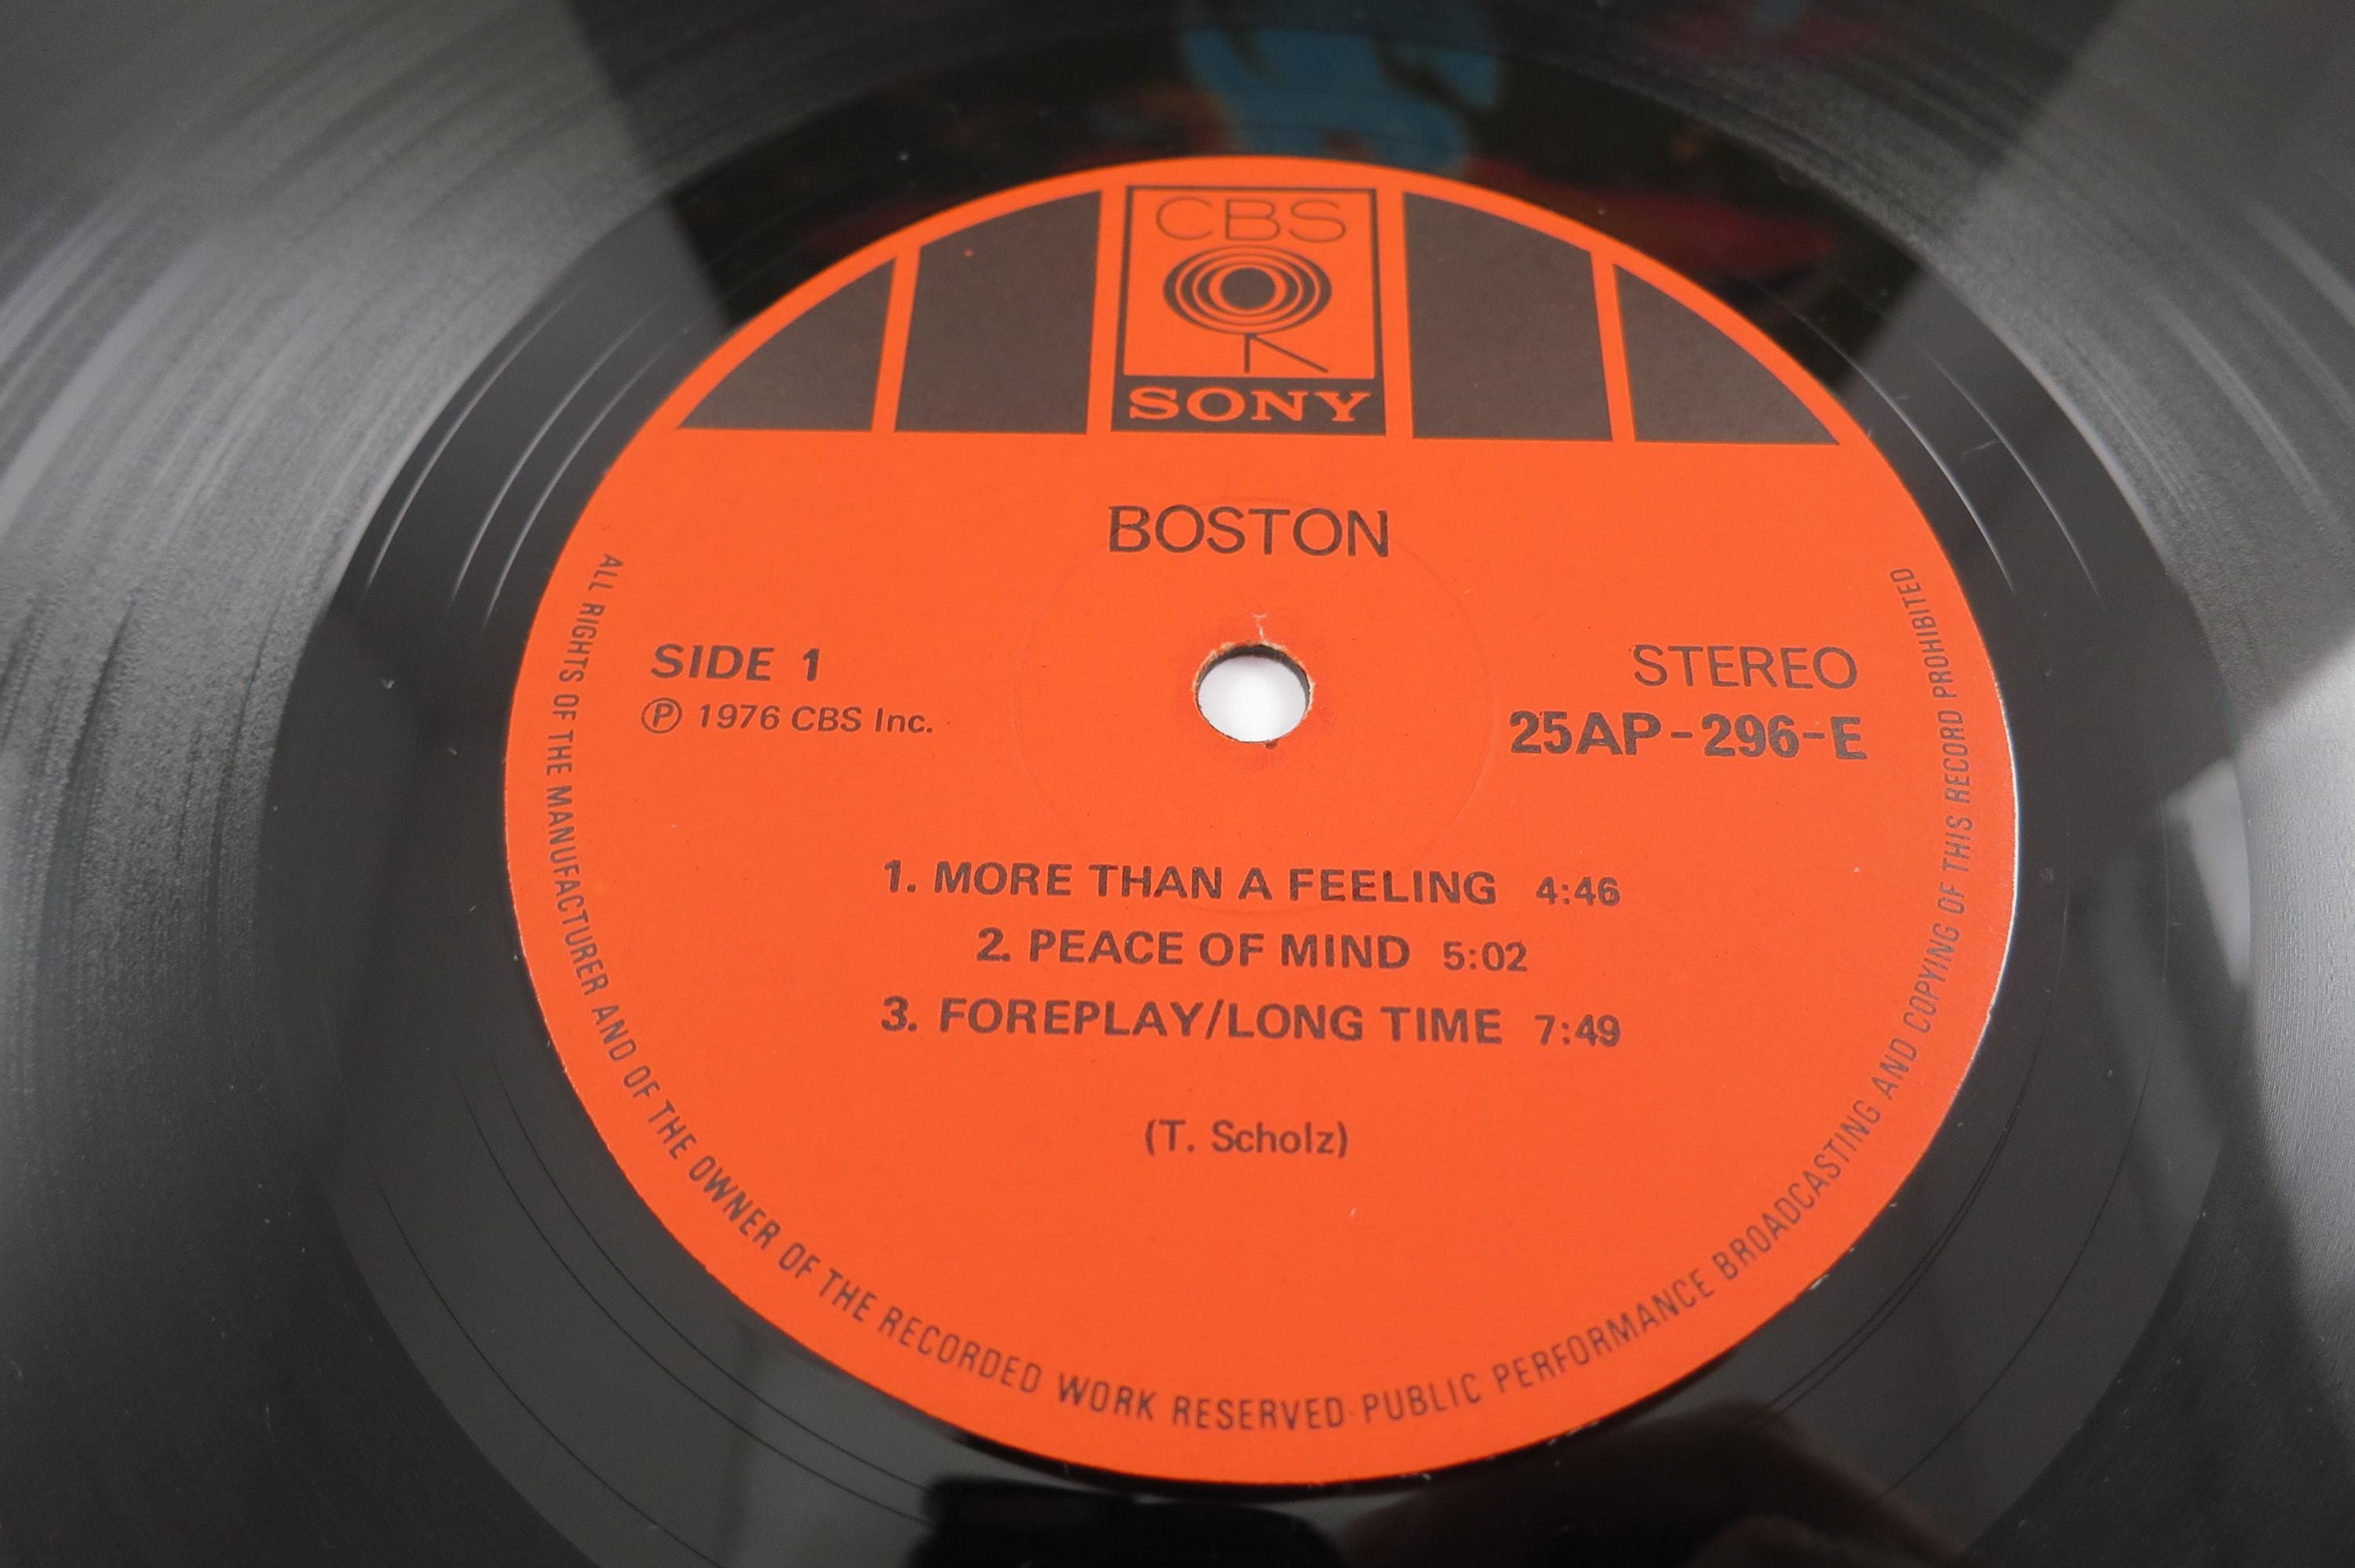 CBS
SONY
BOSTON
SIDE 1
Ⓟ 1976 CBS Inc.
STEREO
25AP-296-E
1. MORE THAN A FEELING 4:46
2. PEACE OF MIND 5:02
3. FOREPLAY/LONG TIME 7:49
(T. Scholz)
ALL RIGHTS OF THE MANUFACTURER AND OF THE OWNER OF THE RECORDED WORK RESERVED·PUBLIC PERFORMANCE BROADCASTING AND COPYING OF THIS RECORD PROHIBITED